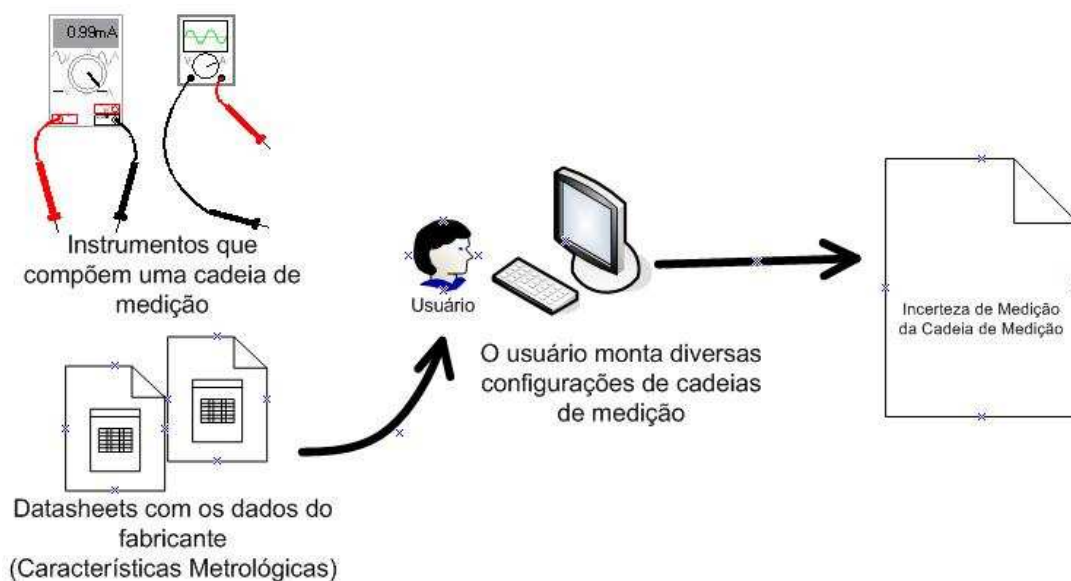 0.99mA
V
A
Instrumentos que
compõem uma cadeia de
medição
Usuário
O usuário monta diversas
configurações de cadeias
de medição
Incerteza de Medição
da Cadeia de Medição
Datasheets com os dados do
fabricante
(Características Metrológicas)